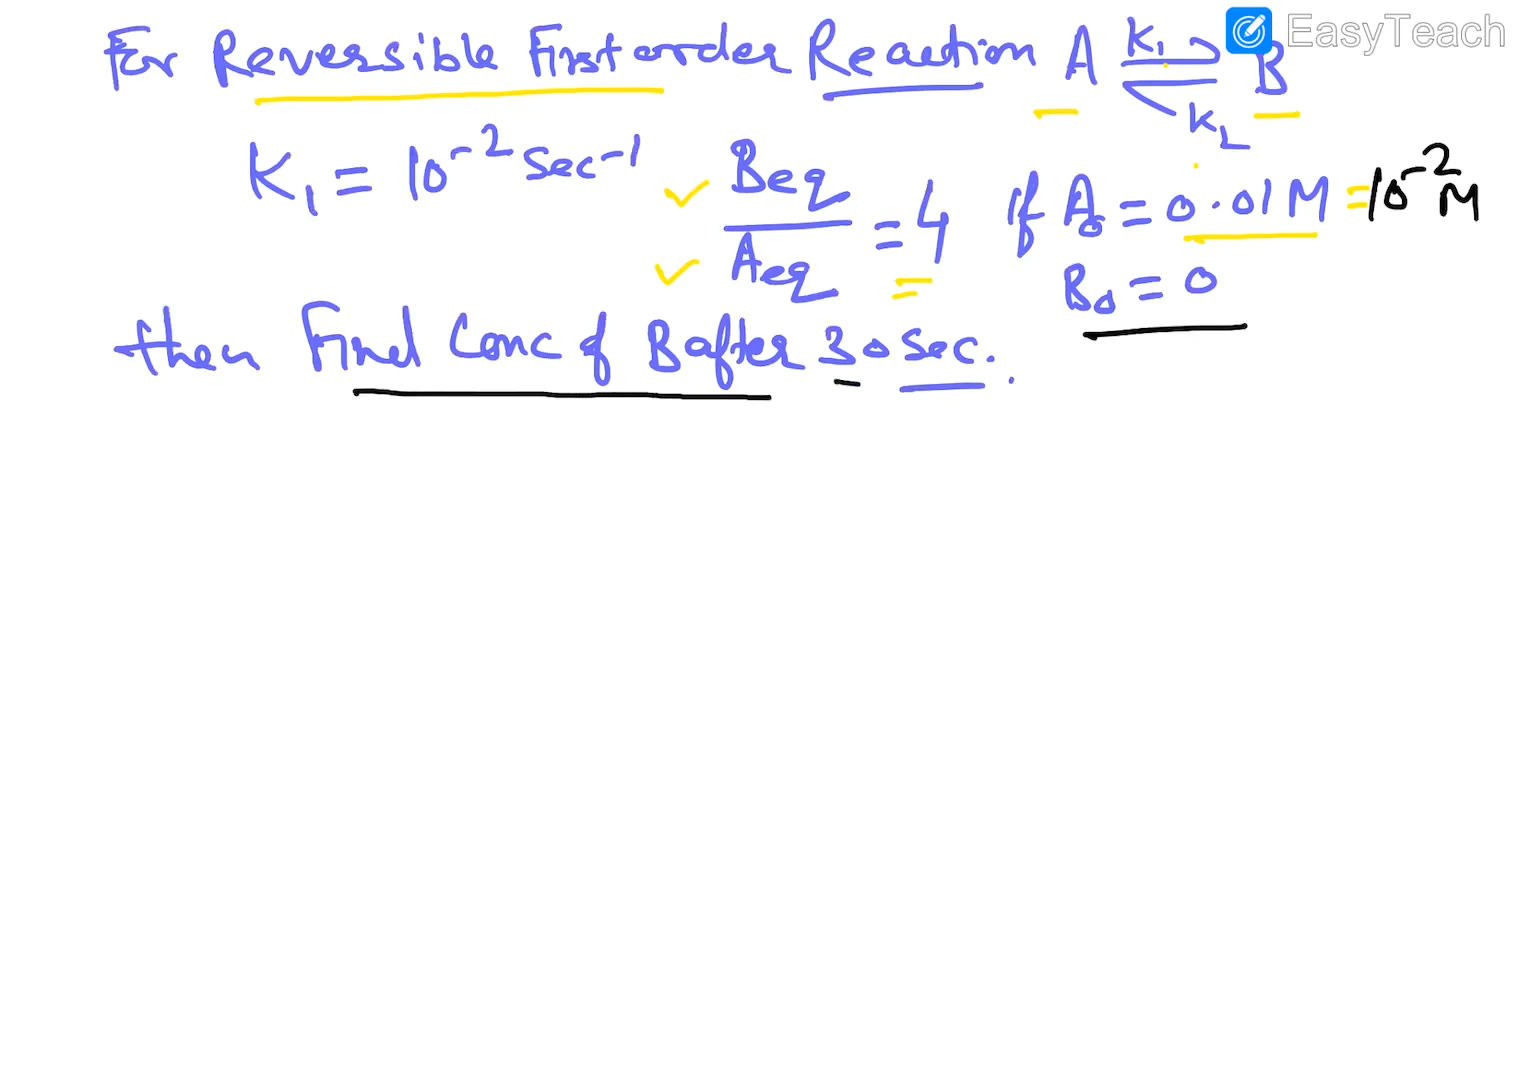 For Reversible First order Reaction A K₁ ⇌ K₂ B
EasyTeach
K₁ = 10⁻² sec⁻¹ ✓ Beq / ✓ Aeq = 4 If A₀ = 0.01 M = 10⁻² M
B₀ = 0
then Find Conc of B after 30 sec.